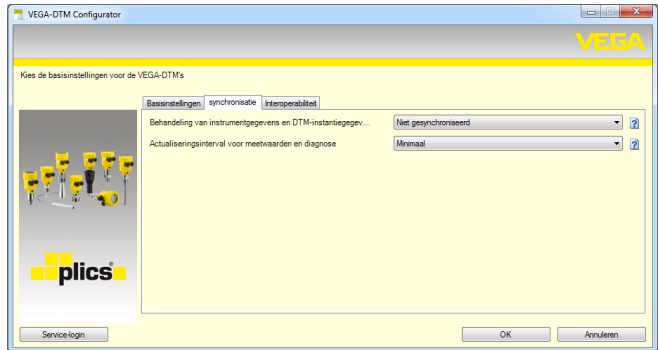 VEGA-DTM Configurator
VEGA
Kies de basisinstellingen voor de VEGA-DTM's
Basisinstellingen synchronisatie Interoperabiliteit
Behandeling van instrumentgegevens en DTM-instantiegegev... Niet gesynchroniseerd ?
Actualiseringsinterval voor meetwaarden en diagnose Minimaal ?
plics
Service-login OK Annuleren